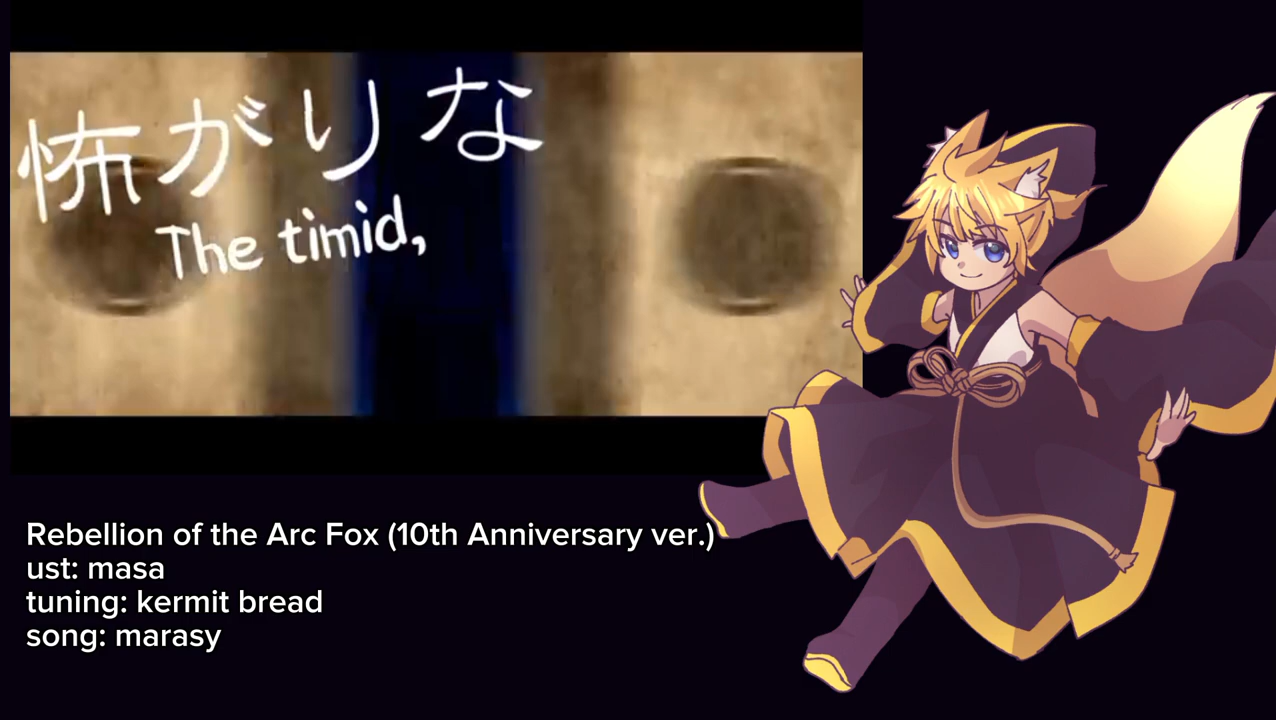 怖がりな
The timid,
Rebellion of the Arc Fox (10th Anniversary ver.)
ust: masa
tuning: kermit bread
song: marasy